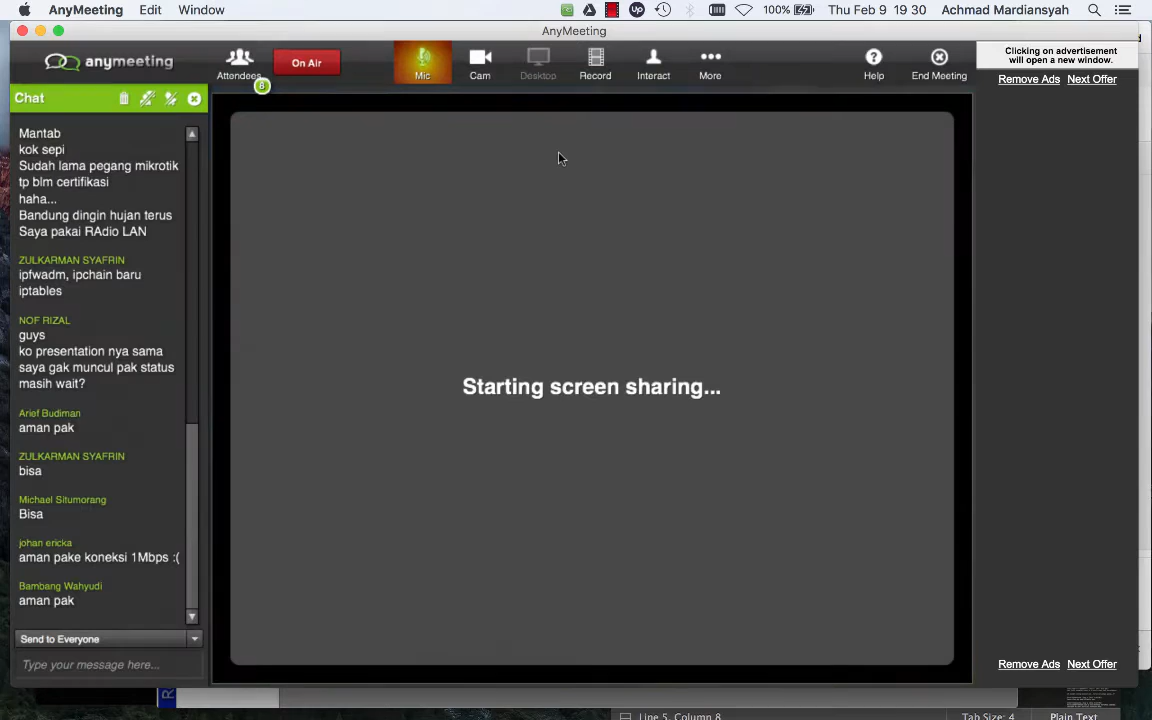 AnyMeeting Edit Window 100% Thu Feb 9 19 30 Achmad Mardiansyah
AnyMeeting
anymeeting
Attendees
8
On Air
Mic
Cam
Desktop
Record
Interact
More
Help
End Meeting
Clicking on advertisement
will open a new window.
Remove Ads Next Offer
Chat
Mantab
kok sepi
Sudah lama pegang mikrotik
tp blm certifikasi
haha...
Bandung dingin hujan terus
Saya pakai RAdio LAN
ZULKARMAN SYAFRIN
ipfwadm, ipchain baru
iptables
NOF RIZAL
guys
ko presentation nya sama
saya gak muncul pak status
masih wait?
Arief Budiman
aman pak
ZULKARMAN SYAFRIN
bisa
Michael Situmorang
Bisa
johan ericka
aman pake koneksi 1Mbps :(
Bambang Wahyudi
aman pak
Send to Everyone
Type your message here...
Starting screen sharing...
Remove Ads Next Offer
Line 5, Column 8
Tab Size: 4
Plain Text